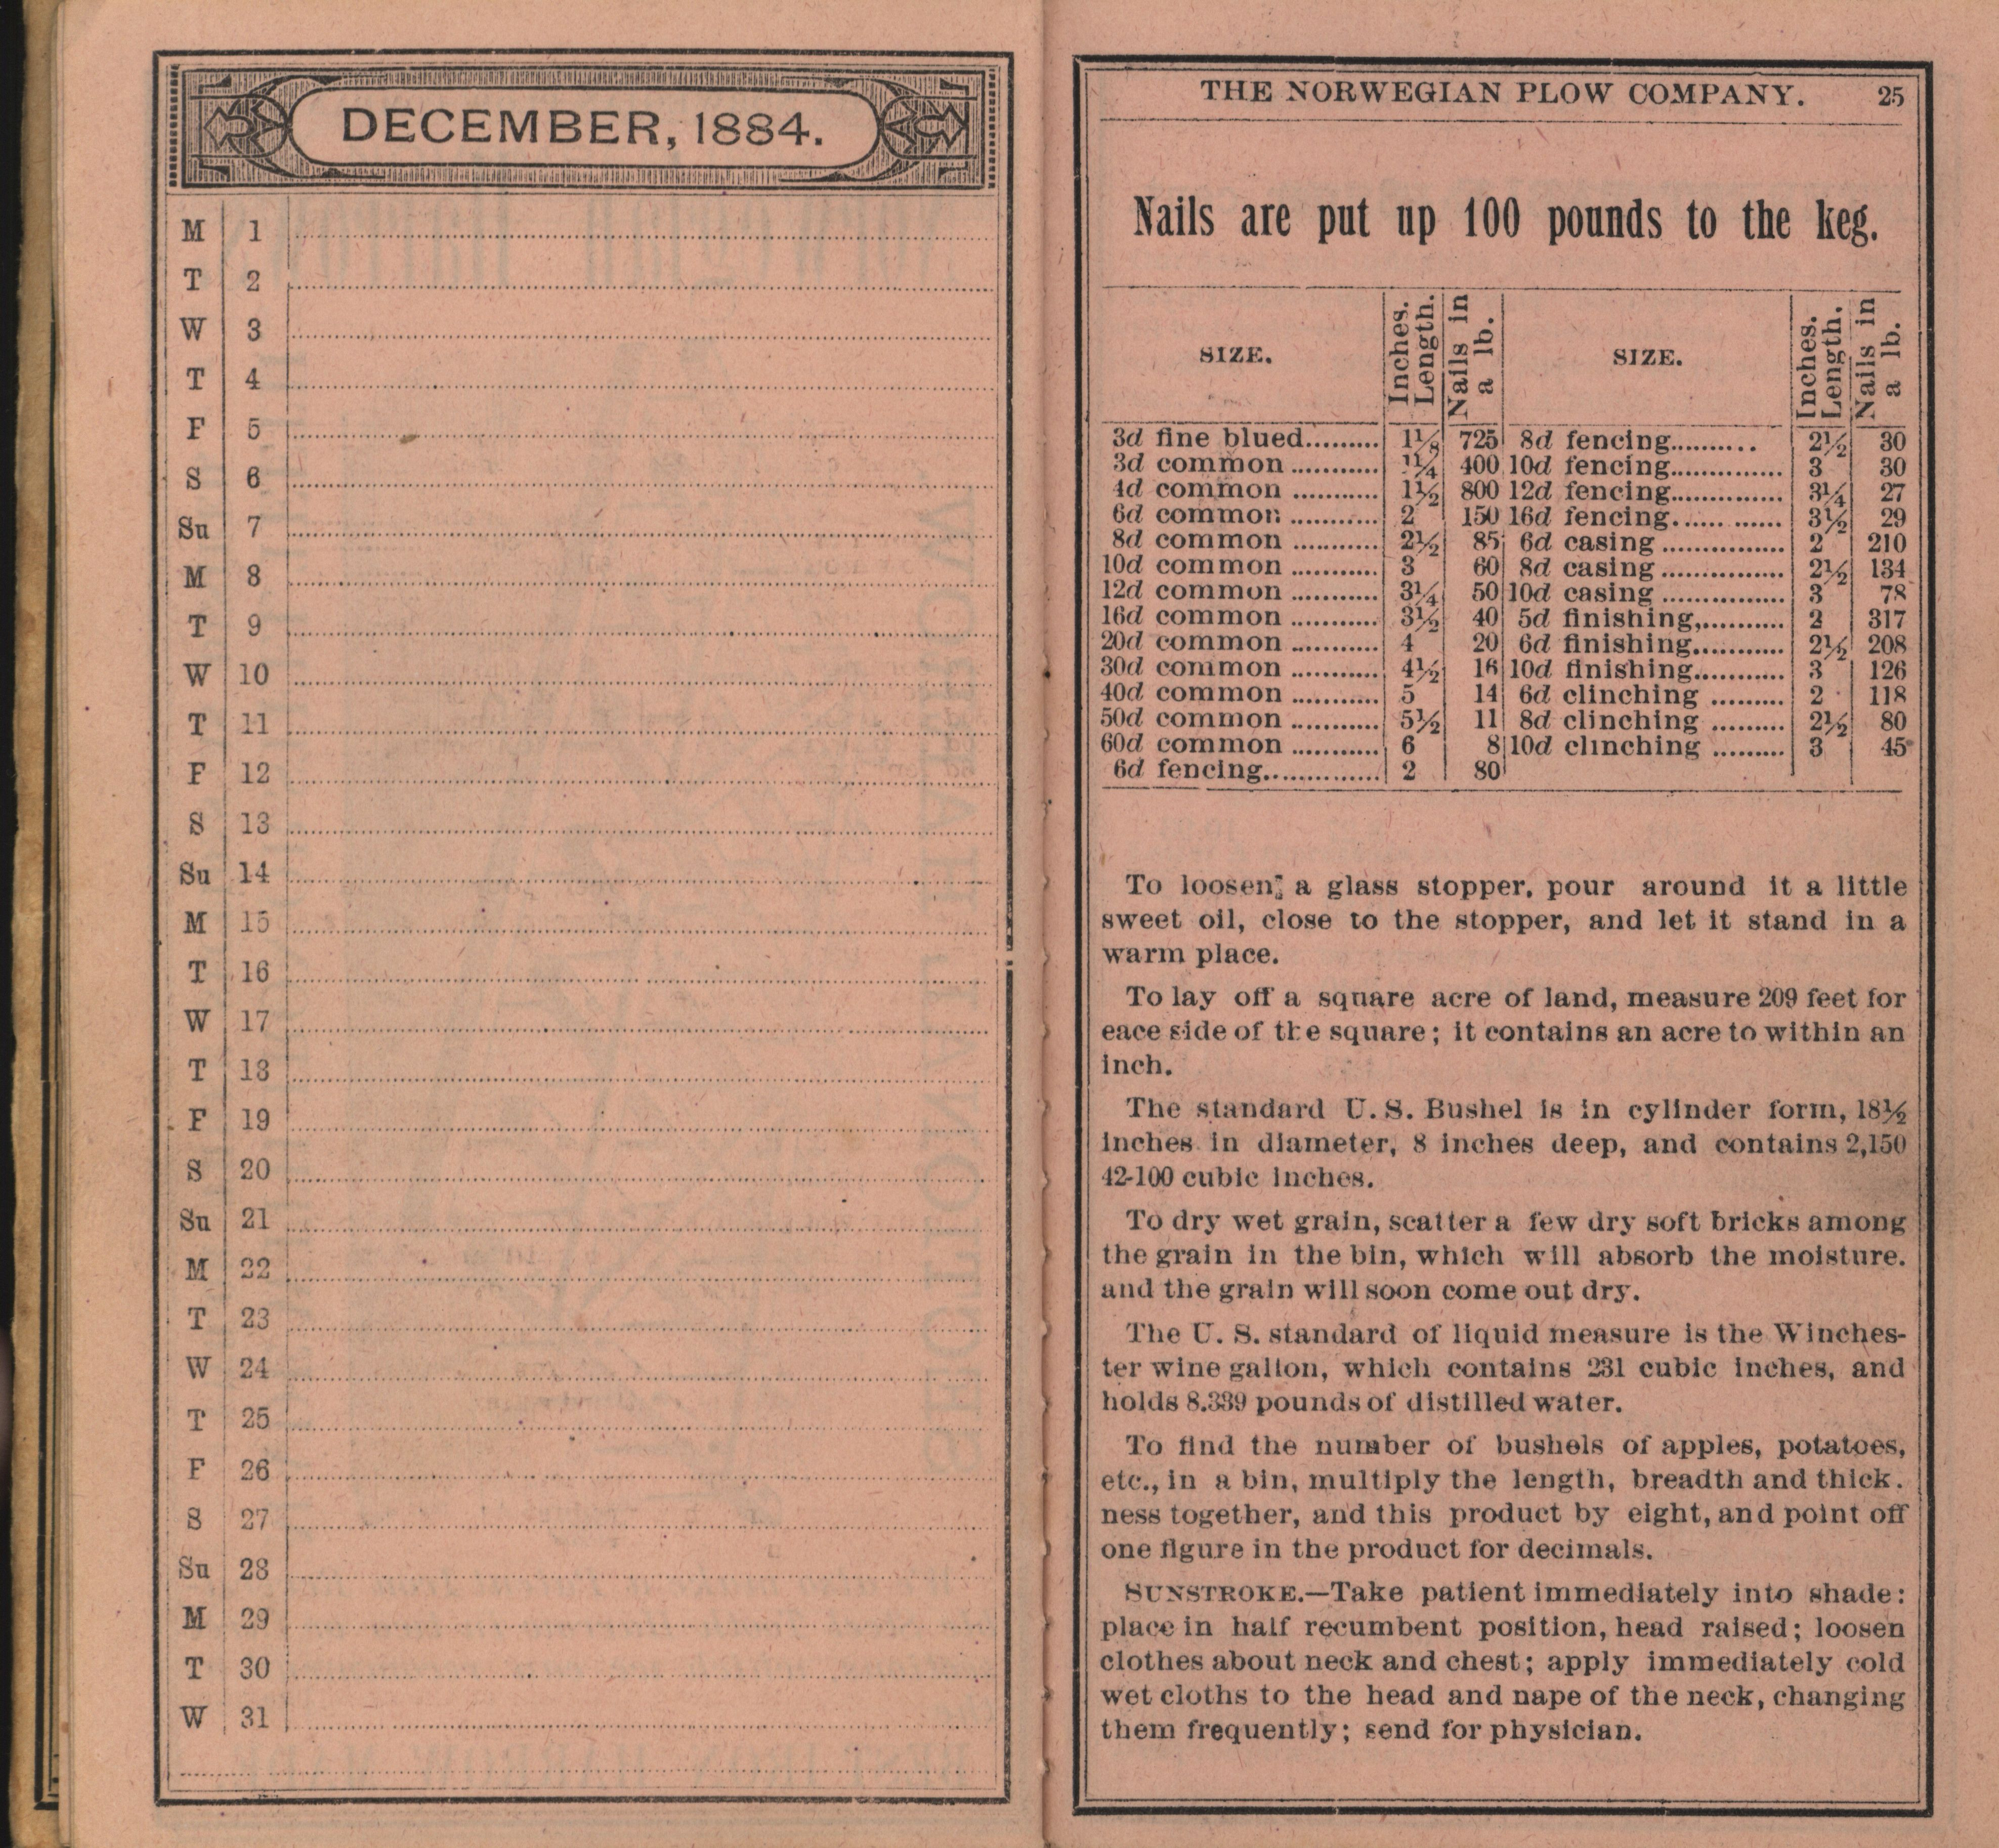 DECEMBER, 1884.
M 1
T 2
W 3
T 4
F 5
S 6
Su 7
M 8
T 9
W 10
T 11
F 12
S 13
Su 14
M 15
T 16
W 17
T 18
F 19
S 20
Su 21
M 22
T 23
W 24
T 25
F 26
S 27
Su 28
M 29
T 30
W 31
THE NORWEGIAN PLOW COMPANY. 25
Nails are put up 100 pounds to the keg.
SIZE. Inches. Length. Nails in a lb. SIZE. Inches. Length. Nails in a lb.
3d fine blued......... 1⅛ 725 8d fencing.......... 2½ 30
3d common ........... 1¼ 400 10d fencing.............. 3 30
4d common ........... 1½ 800 12d fencing.............. 3¼ 27
6d common ........... 2 150 16d fencing............. 3½ 29
8d common ........... 2½ 85 6d casing ............... 2 210
10d common ........... 3 60 8d casing ............... 2½ 134
12d common ........... 3¼ 50 10d casing ............... 3 78
16d common ........... 3½ 40 5d finishing,.......... 2 317
20d common ........... 4 20 6d finishing........... 2½ 208
30d common ........... 4½ 16 10d finishing........... 3 126
40d common ........... 5 14 6d clinching ......... 2 118
50d common ........... 5½ 11 8d clinching ......... 2½ 80
60d common ........... 6 8 10d clinching ......... 3 45
6d fencing.............. 2 80
To loosen; a glass stopper, pour around it a little
sweet oil, close to the stopper, and let it stand in a
warm place.
To lay off a square acre of land, measure 209 feet for
eace side of the square; it contains an acre to within an
inch.
The standard U. S. Bushel is in cylinder form, 18½
inches in diameter, 8 inches deep, and contains 2,150
42-100 cubic inches.
To dry wet grain, scatter a few dry soft bricks among
the grain in the bin, which will absorb the moisture.
and the grain will soon come out dry.
The U. S. standard of liquid measure is the Winches-
ter wine gallon, which contains 231 cubic inches, and
holds 8.339 pounds of distilled water.
To find the number of bushels of apples, potatoes,
etc., in a bin, multiply the length, breadth and thick.
ness together, and this product by eight, and point off
one figure in the product for decimals.
SUNSTROKE.—Take patient immediately into shade:
place in half recumbent position, head raised; loosen
clothes about neck and chest; apply immediately cold
wet cloths to the head and nape of the neck, changing
them frequently; send for physician.